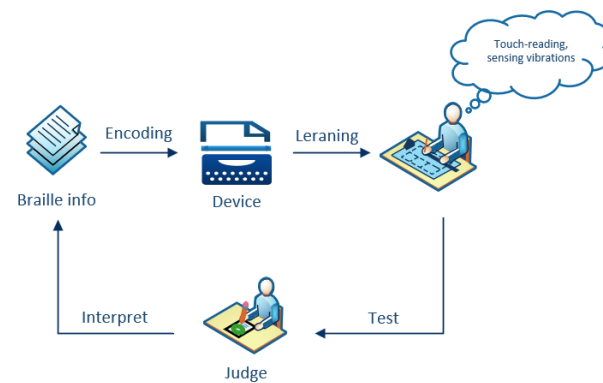 Touch-reading,
sensing vibrations
Encoding
Leraning
Braille info
Device
Interpret
Test
Judge